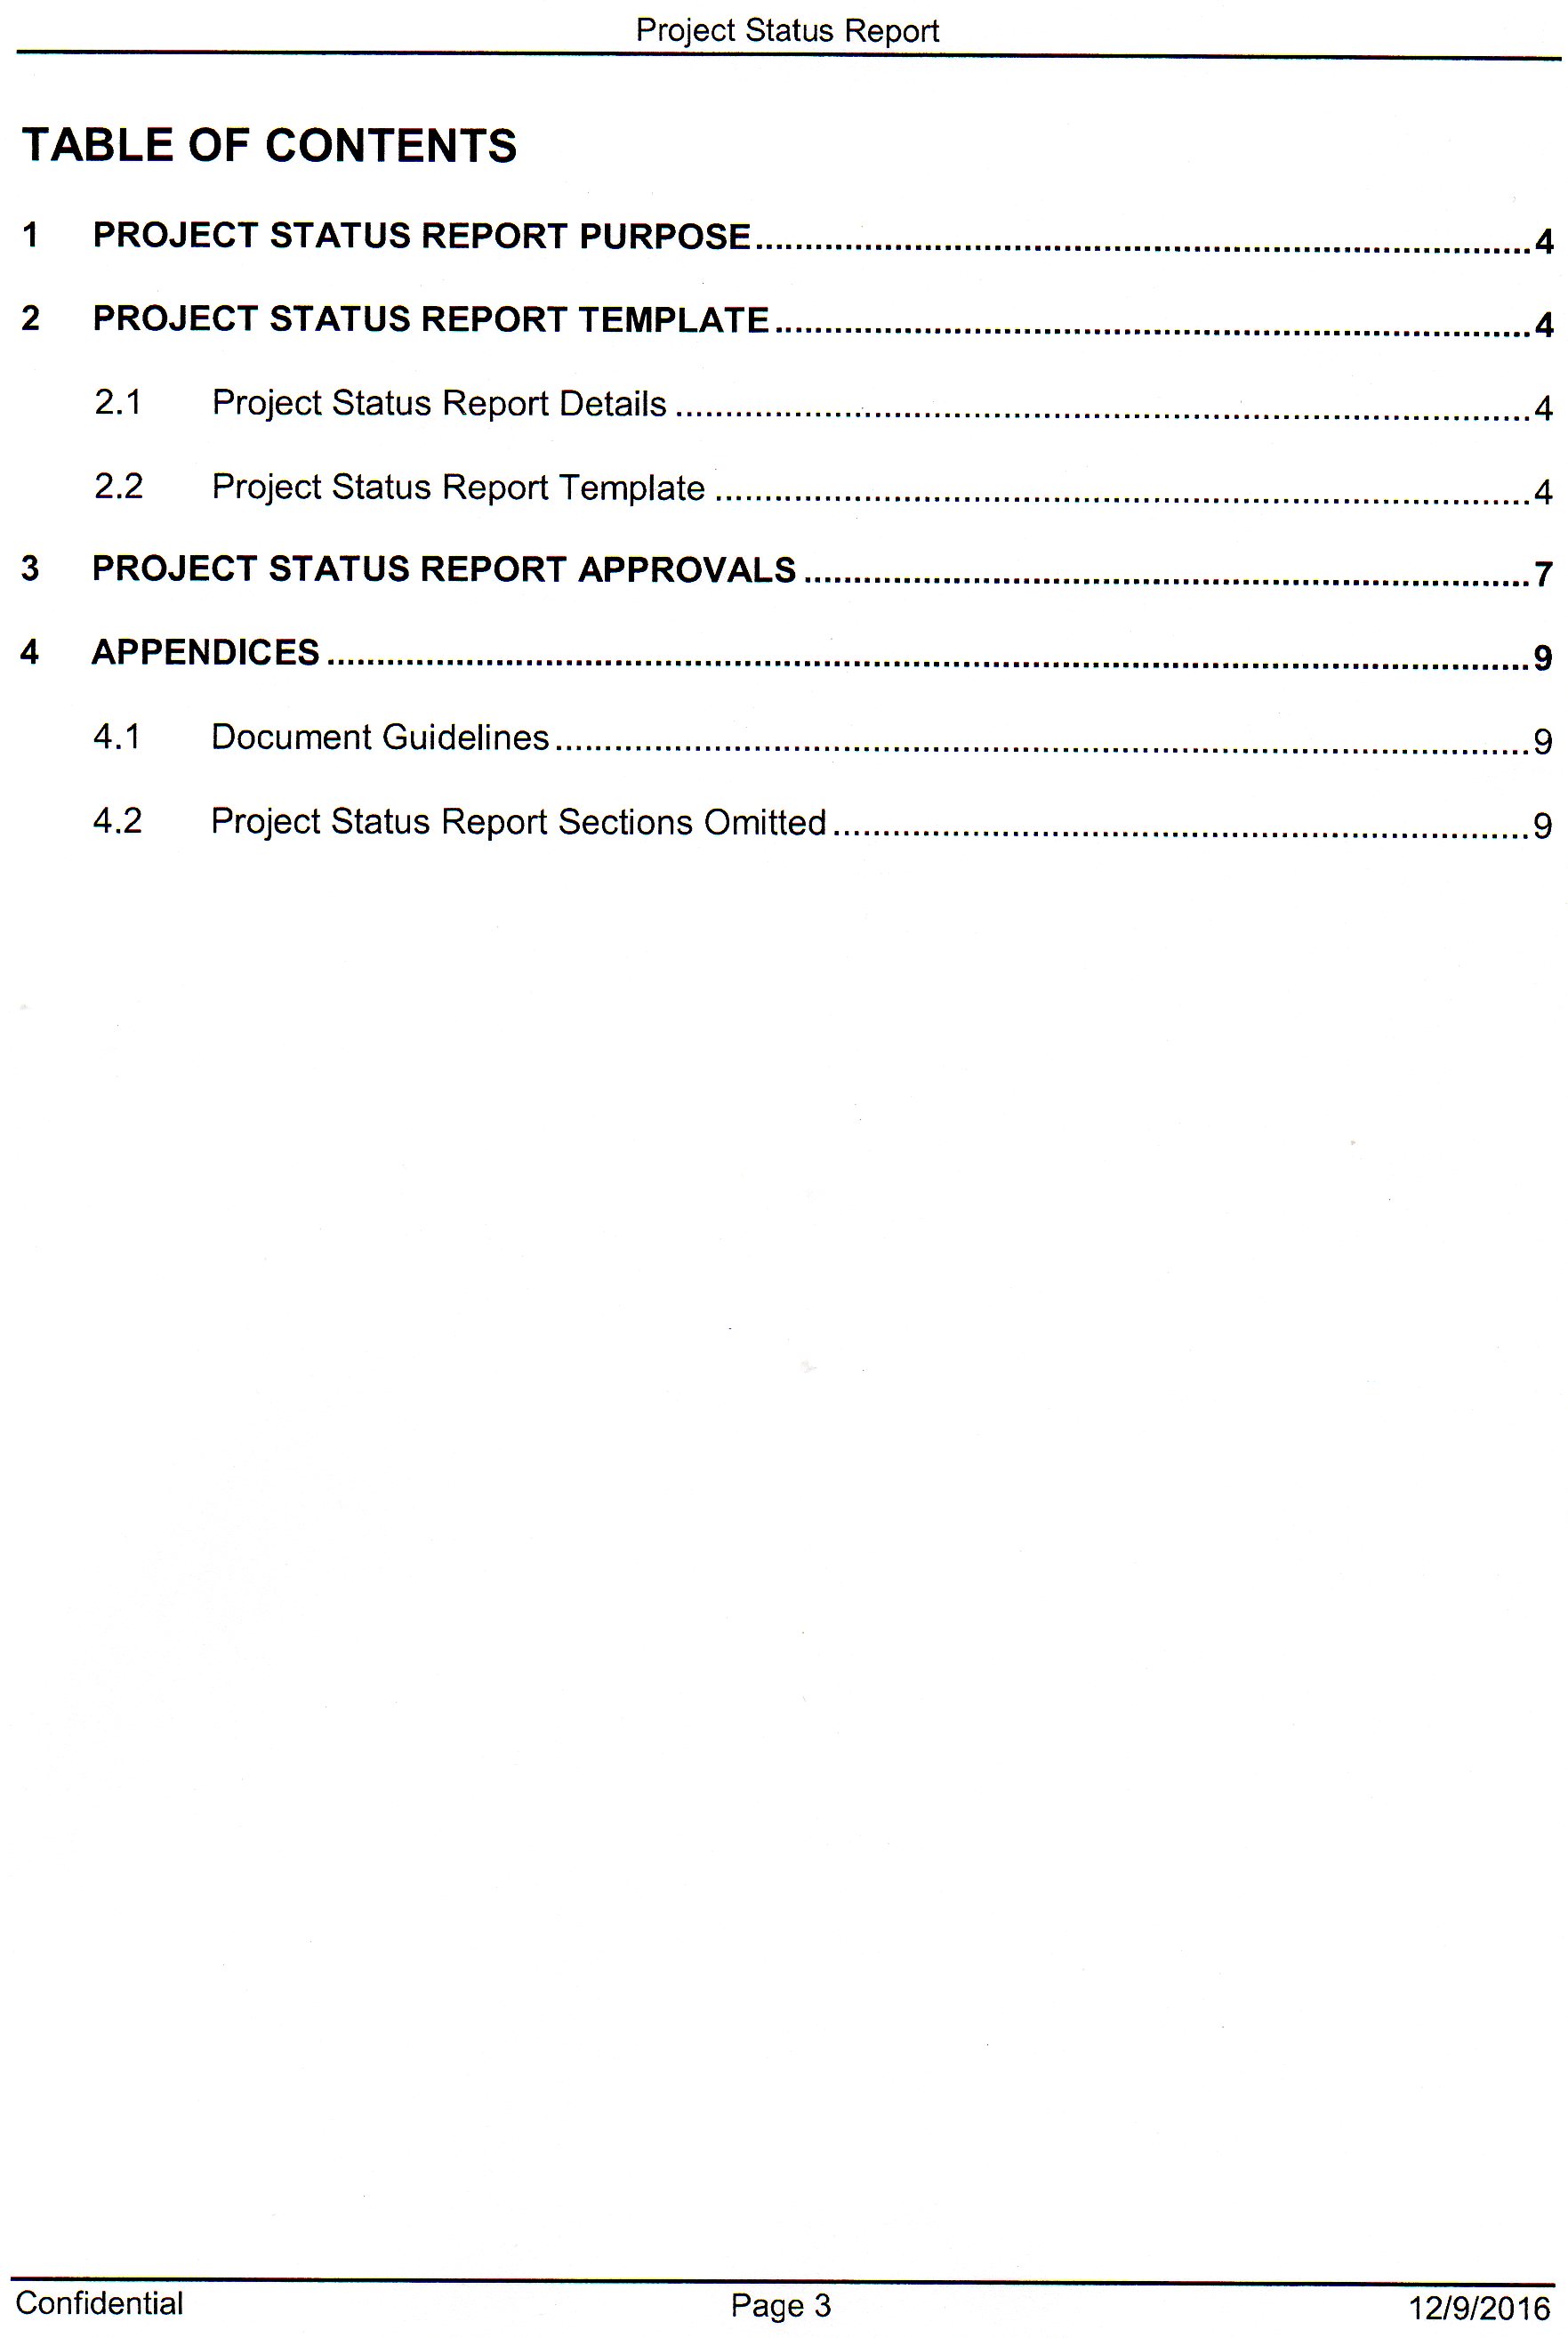 Project Status Report
TABLE OF CONTENTS
1 PROJECT STATUS REPORT PURPOSE....................4
2 PROJECT STATUS REPORT TEMPLATE....................4
2.1 Project Status Report Details....................4
2.2 Project Status Report Template....................4
3 PROJECT STATUS REPORT APPROVALS....................7
4 APPENDICES....................9
4.1 Document Guidelines....................9
4.2 Project Status Report Sections Omitted....................9
Confidential Page 3 12/9/2016